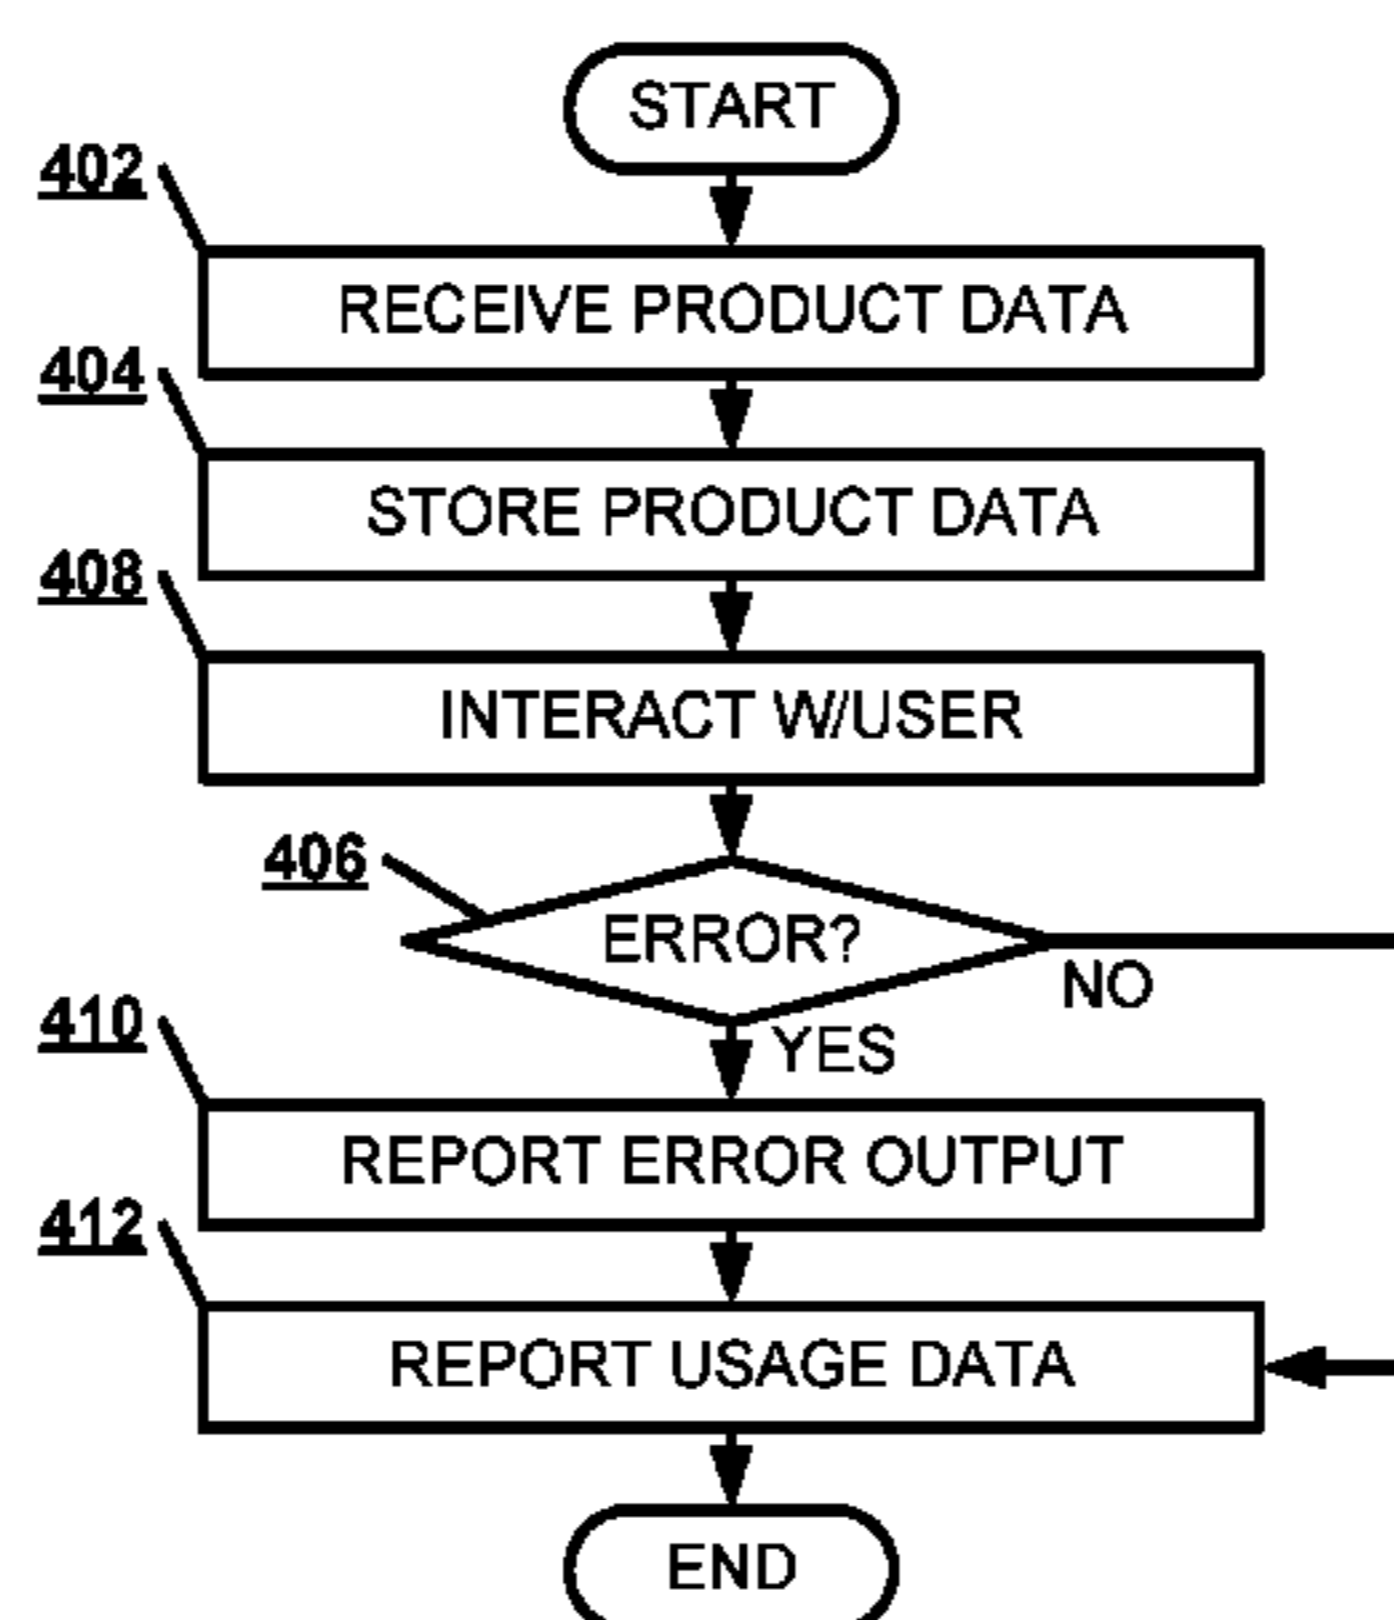 START
402
RECEIVE PRODUCT DATA
404
STORE PRODUCT DATA
408
INTERACT W/USER
406
ERROR?
NO
YES
410
REPORT ERROR OUTPUT
412
REPORT USAGE DATA
END